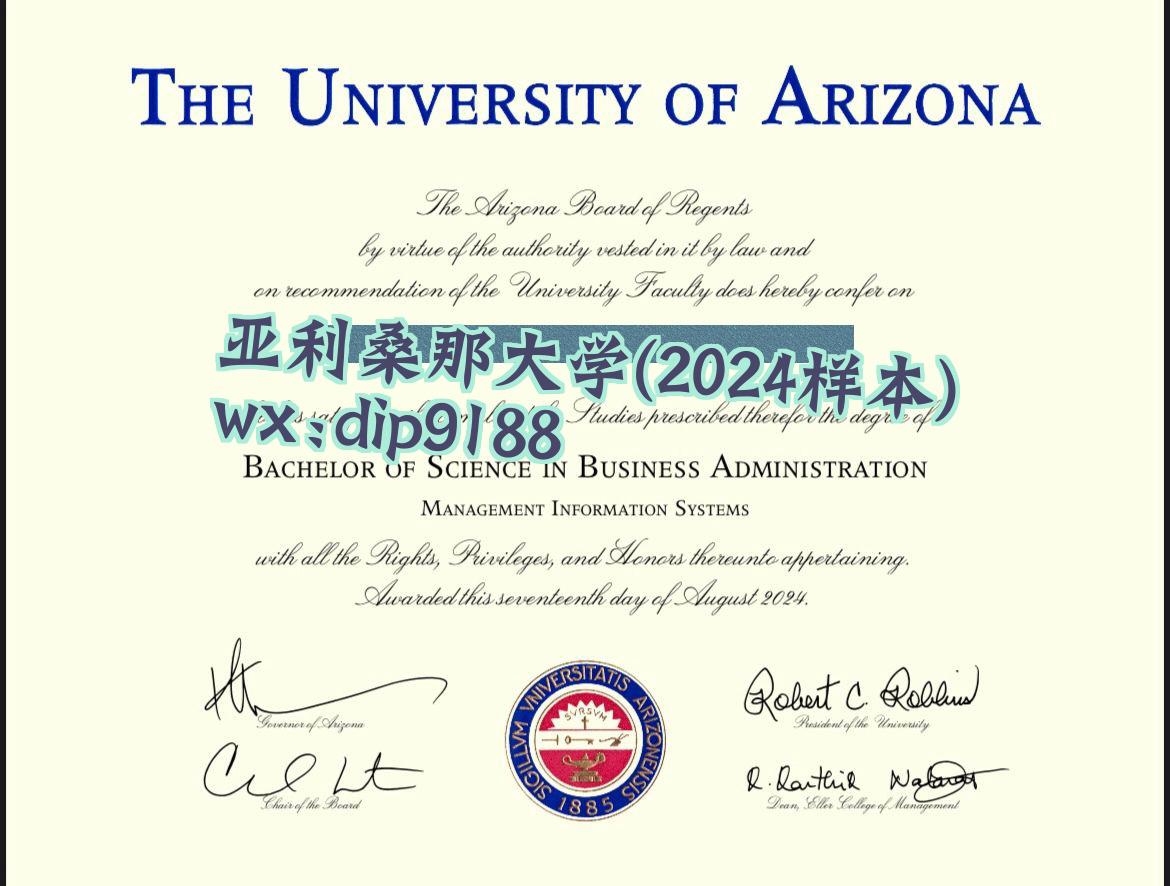 THE UNIVERSITY OF ARIZONA
The Arizona Board of Regents
by virtue of the authority vested in it by law and
on recommendation of the University Faculty does hereby confer on
亚利桑那大学(2024样本)
Studies prescribed therefor the degree of
wx:dip9188
BACHELOR OF SCIENCE IN BUSINESS ADMINISTRATION
MANAGEMENT INFORMATION SYSTEMS
with all the Rights, Privileges, and Honors thereunto appertaining.
Awarded this seventeenth day of August 2024.
Governor of Arizona
Robert C. Robbins
President of the University
Chair of the Board
Dean, Eller College of Management
SIGILLVM VNIVERSITATIS ARIZONENSIS
SVRSVM
1885